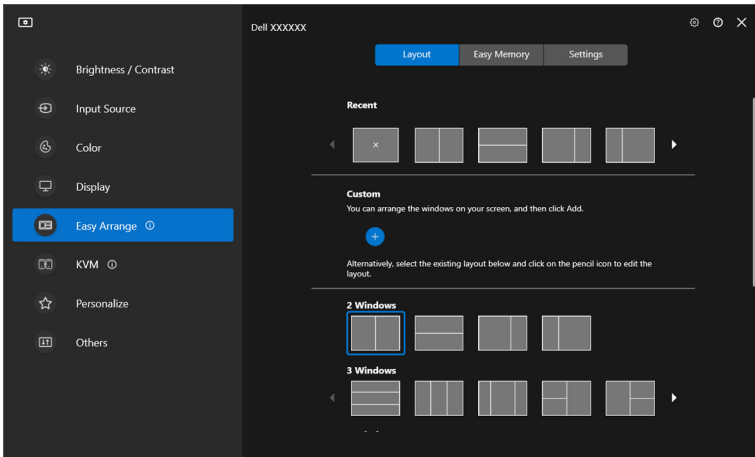 Dell XXXXXX
Brightness / Contrast
Input Source
Color
Display
Easy Arrange
KVM
Personalize
Others
Layout
Easy Memory
Settings
Recent
Custom
You can arrange the windows on your screen, and then click Add.
Alternatively, select the existing layout below and click on the pencil icon to edit the
layout.
2 Windows
3 Windows